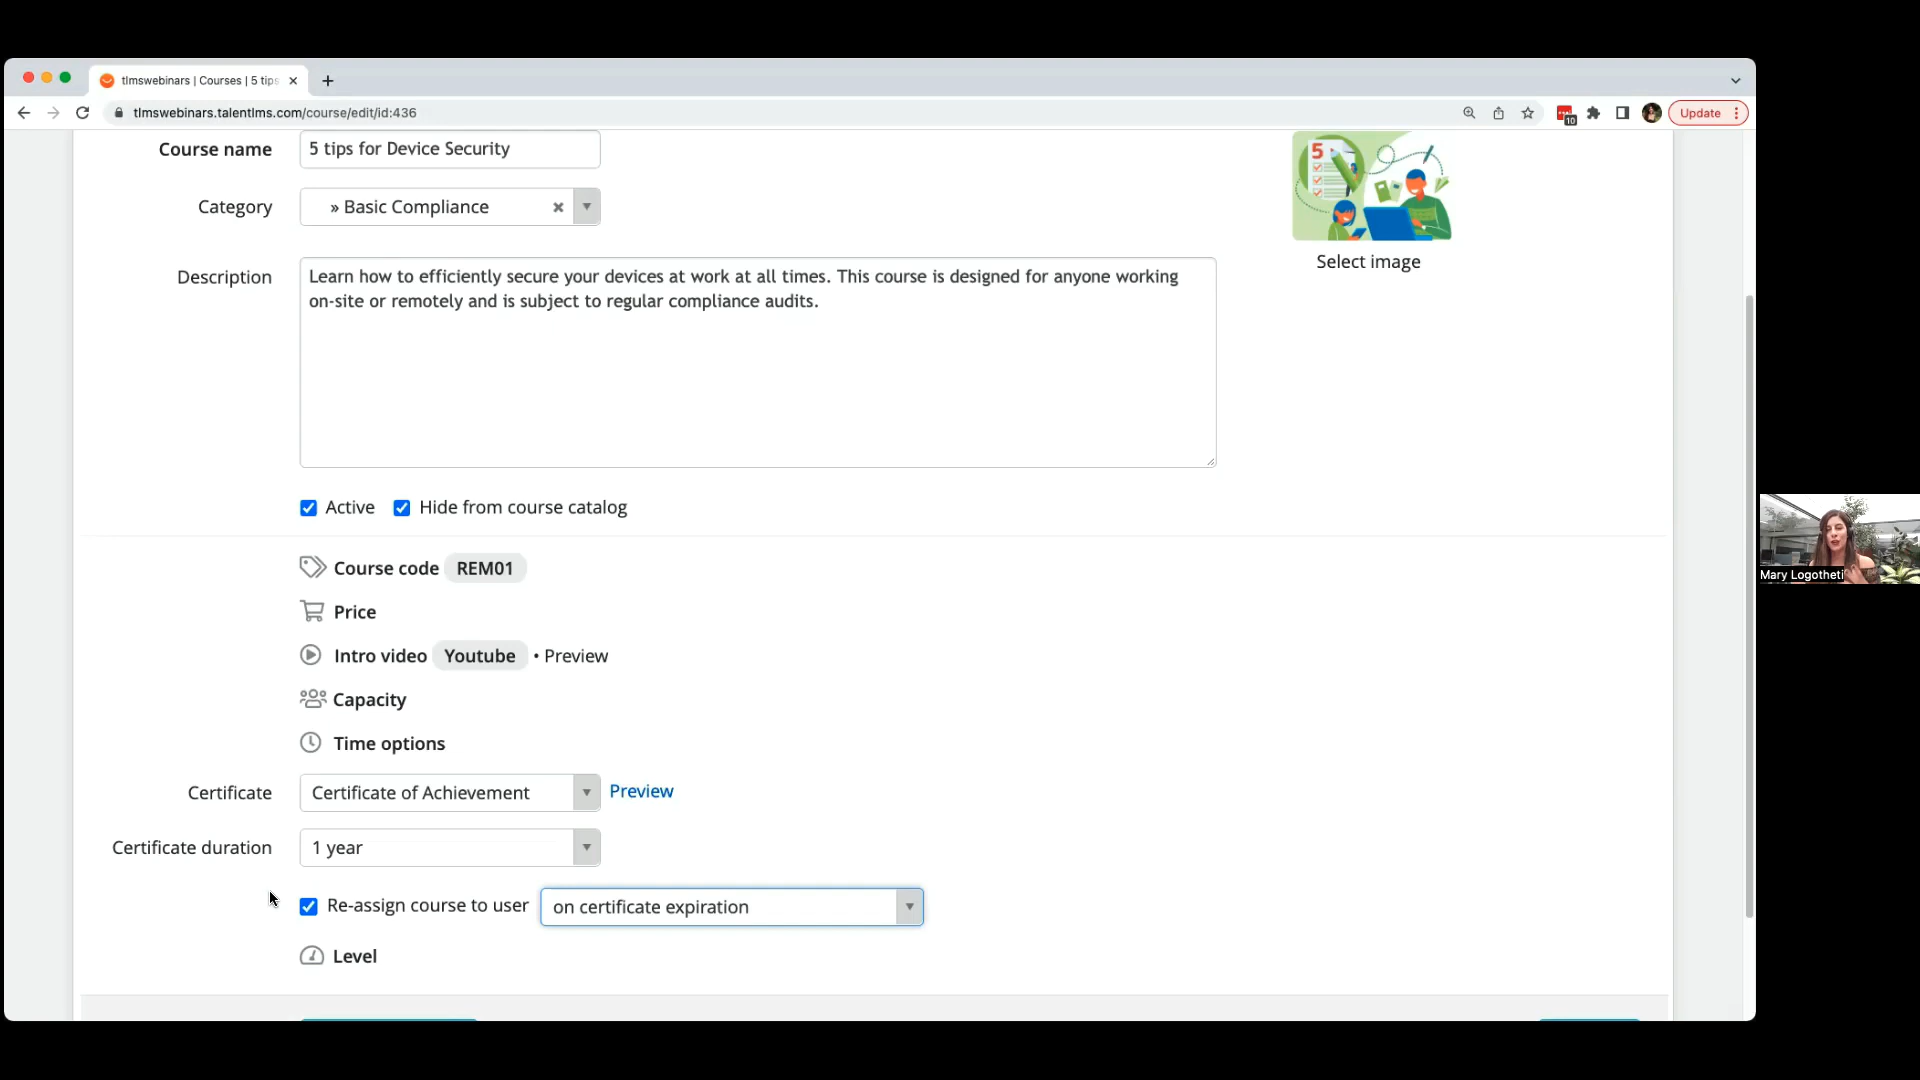 tlmswebinars | Courses | 5 tips
tlmswebinars.talentlms.com/course/edit/id:436
10
Update
Course name
5 tips for Device Security
5
Category
» Basic Compliance
Select image
Description
Learn how to efficiently secure your devices at work at all times. This course is designed for anyone working
on-site or remotely and is subject to regular compliance audits.
Active
Hide from course catalog
Course code
REM01
Mary Logotheti
Price
Intro video
Youtube
• Preview
Capacity
Time options
Certificate
Certificate of Achievement
Preview
Certificate duration
1 year
Re-assign course to user
on certificate expiration
Level